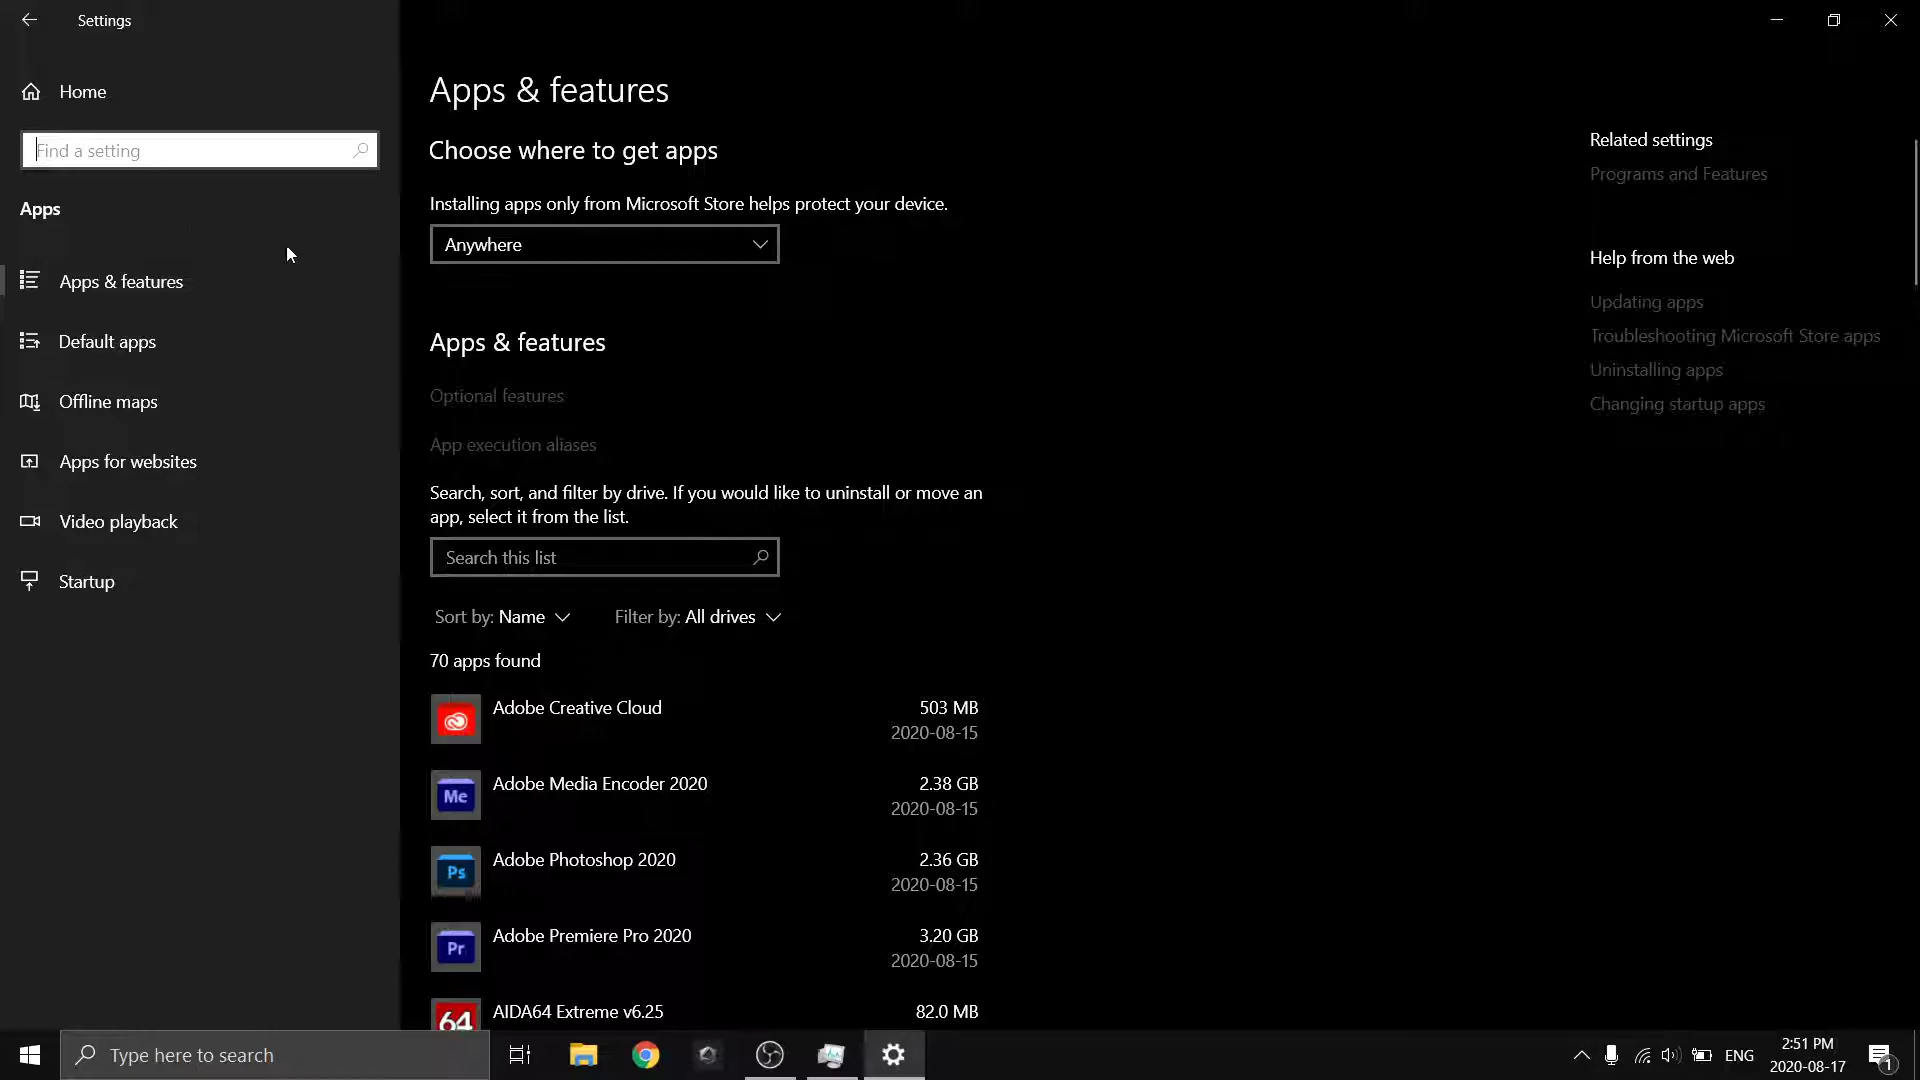 Settings
Home
Find a setting
Apps
Apps & features
Default apps
Offline maps
Apps for websites
Video playback
Startup
Apps & features
Choose where to get apps
Installing apps only from Microsoft Store helps protect your device.
Anywhere
Apps & features
Optional features
App execution aliases
Search, sort, and filter by drive. If you would like to uninstall or move an
app, select it from the list.
Search this list
Sort by: Name
Filter by: All drives
70 apps found
Adobe Creative Cloud
503 MB
2020-08-15
Me
Adobe Media Encoder 2020
2.38 GB
2020-08-15
Ps
Adobe Photoshop 2020
2.36 GB
2020-08-15
Pr
Adobe Premiere Pro 2020
3.20 GB
2020-08-15
64
AIDA64 Extreme v6.25
82.0 MB
Related settings
Programs and Features
Help from the web
Updating apps
Troubleshooting Microsoft Store apps
Uninstalling apps
Changing startup apps
Type here to search
ENG
2:51 PM
2020-08-17
1